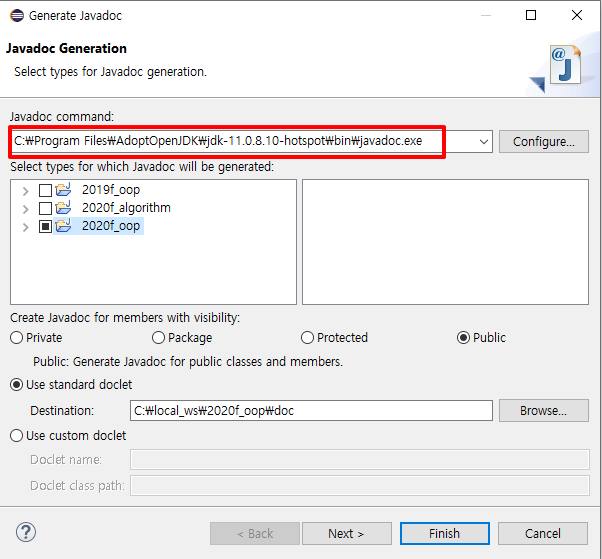 Generate Javadoc
Javadoc Generation
Select types for Javadoc generation.
@
J
Javadoc command:
C:₩Program Files₩AdoptOpenJDK₩jdk-11.0.8.10-hotspot₩bin₩javadoc.exe
Configure...
Select types for which Javadoc will be generated:
2019f_oop
2020f_algorithm
2020f_oop
Create Javadoc for members with visibility:
Private Package Protected Public
Public: Generate Javadoc for public classes and members.
Use standard doclet
Destination: C:₩local_ws₩2020f_oop₩doc Browse...
Use custom doclet
Doclet name:
Doclet class path:
? < Back Next > Finish Cancel